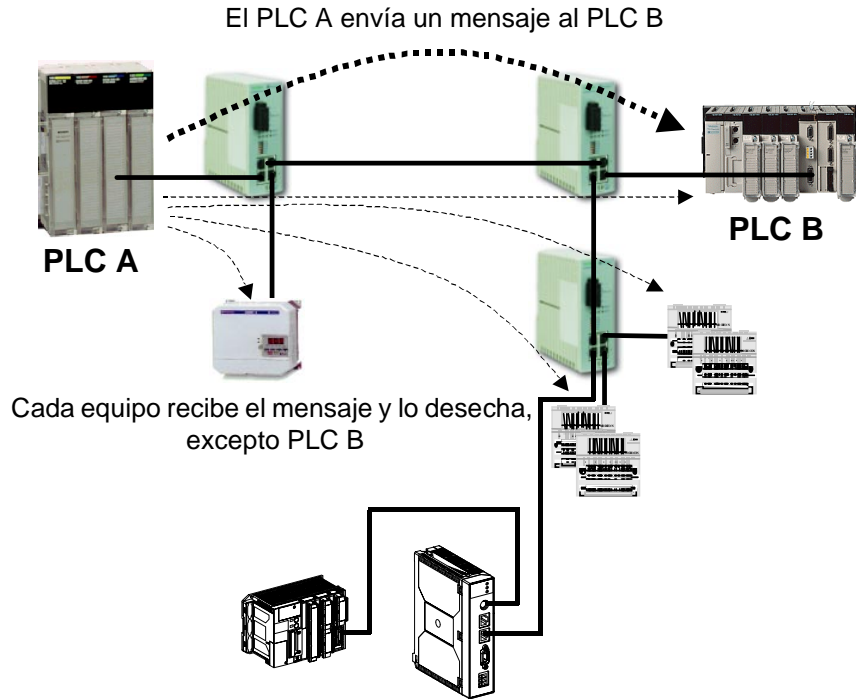 El PLC A envía un mensaje al PLC B
PLC A
PLC B
Cada equipo recibe el mensaje y lo desecha,
excepto PLC B